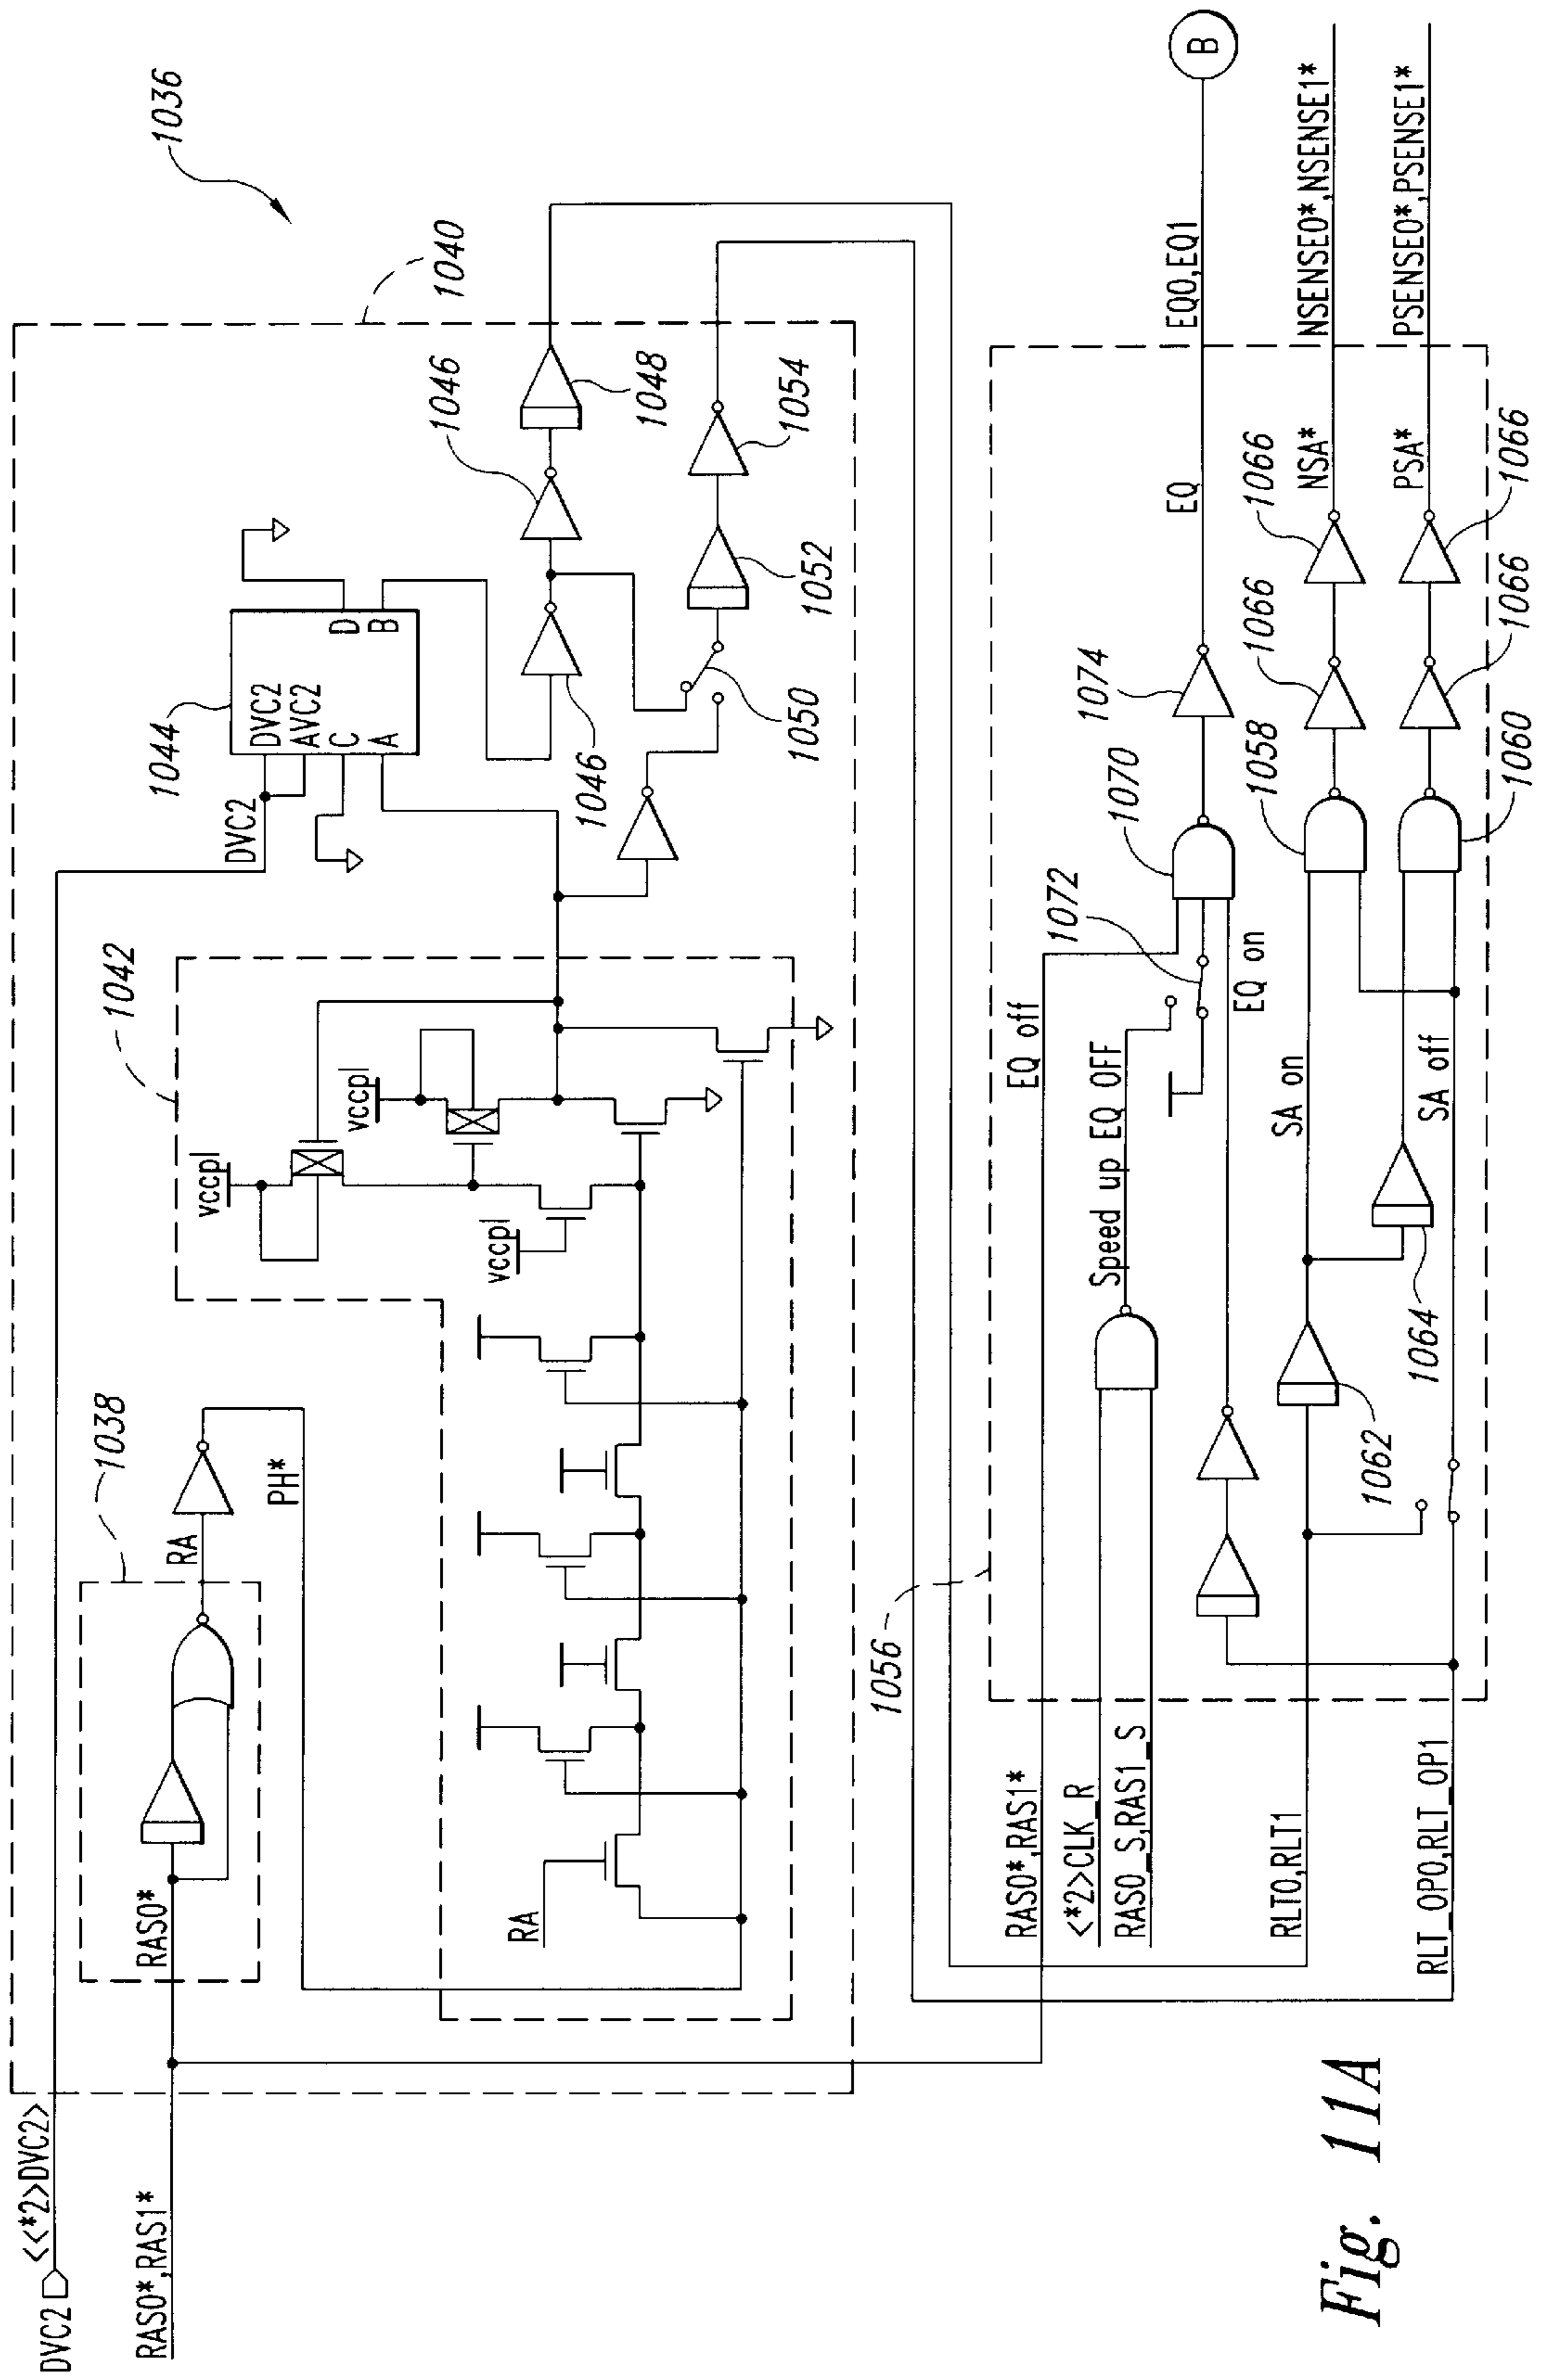 1036
DVC2
<<*2>DVC2>
RAS0*,RAS1*
1038
RAS0*
RA
PH*
1042
vccpl
vccpl
vccpl
RA
DVC2
1044
DVC2
AVC2
C
A
D
B
1040
1046
1046
1048
1050
1052
1054
1056
RAS0*,RAS1*
<*2>CLK_R
RAS0_S,RAS1_S
RLT0,RLT1
RLT_OP0,RLT_OP1
EQ off
Speed up EQ OFF
EQ on
SA on
SA off
1062
1064
1072
1070
1074
1058
1060
1066
1066
1066
1066
EQ
EQ0,EQ1
B
NSA*
NSENSE0*,NSENSE1*
PSA*
PSENSE0*,PSENSE1*
Fig. 11A